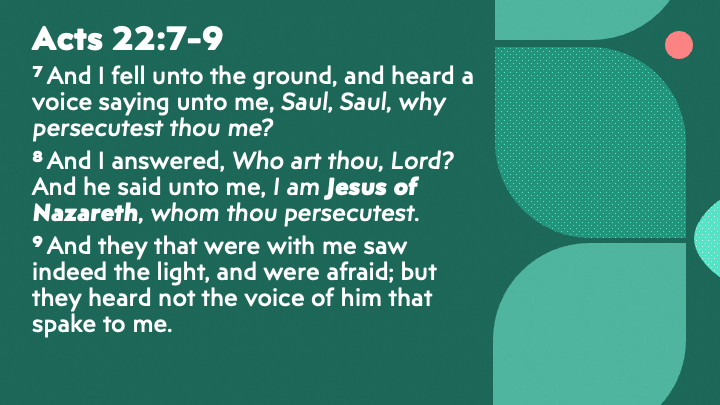 Acts 22:7-9
⁷ And I fell unto the ground, and heard a
voice saying unto me, Saul, Saul, why
persecutest thou me?
⁸ And I answered, Who art thou, Lord?
And he said unto me, I am Jesus of
Nazareth, whom thou persecutest.
⁹ And they that were with me saw
indeed the light, and were afraid; but
they heard not the voice of him that
spake to me.